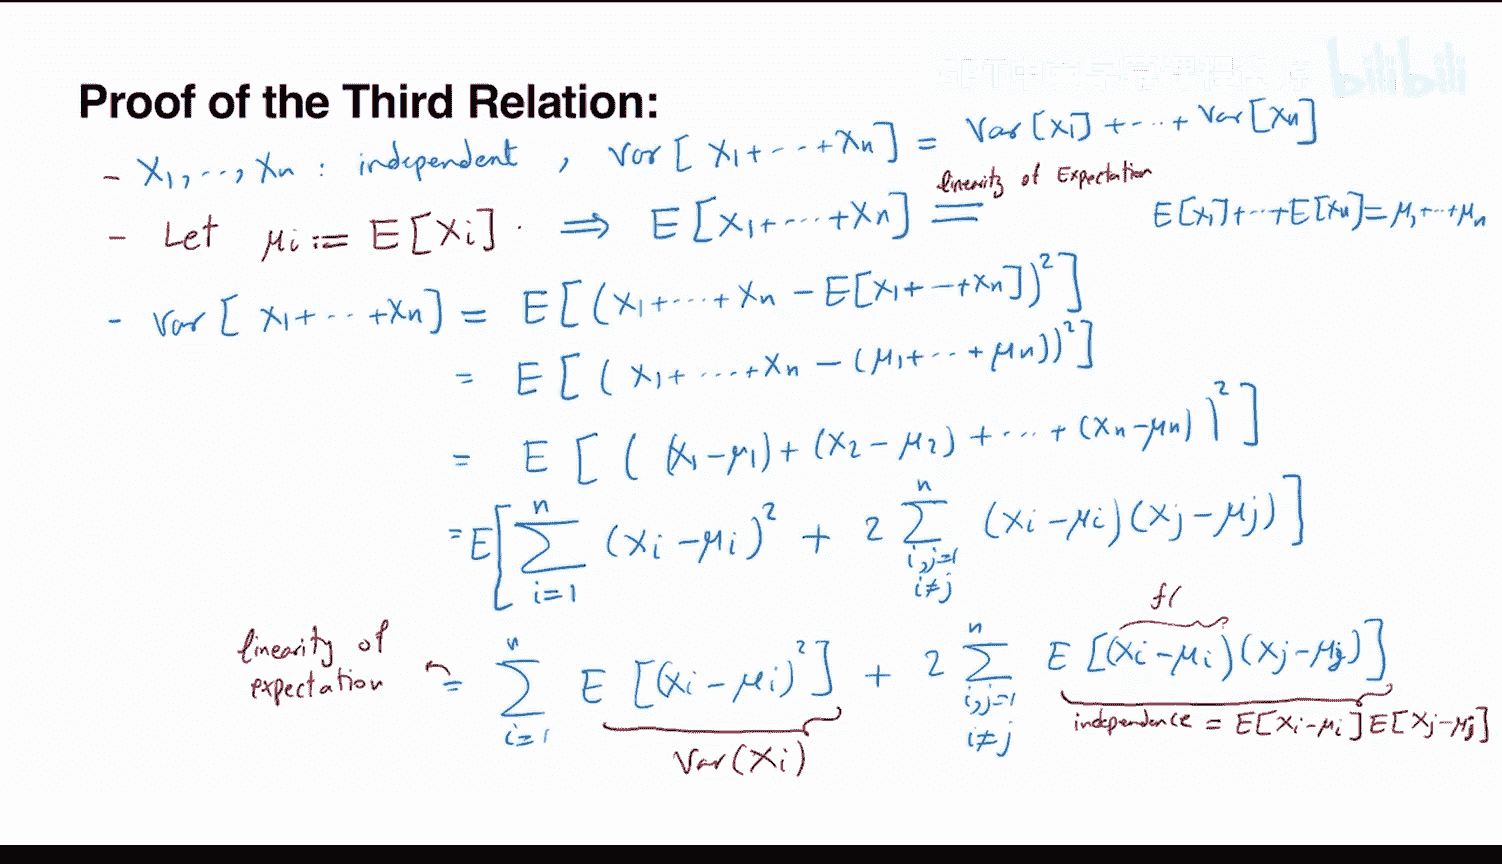 bilibili
Proof of the Third Relation:
- X₁, ..., Xₙ : independent , Var[X₁+---+Xₙ] = Var[X₁]+---+Var[Xₙ]
- Let μᵢ := E[Xᵢ] . ⇒ E[X₁+---+Xₙ] = linearity of Expectation E[X₁]+--+E[Xₙ]=μ₁+--+μₙ
- Var[X₁+--+Xₙ] = E[(X₁+---+Xₙ − E[X₁+--+Xₙ])²]
= E[(X₁+----+Xₙ − (μ₁+--+μₙ))²]
= E[((X₁−μ₁)+(X₂−μ₂)+---+(Xₙ−μₙ))²]
= E[∑ᵢ₌₁ⁿ (Xᵢ−μᵢ)² + 2 ∑ⁿ i,j=1 i≠j (Xᵢ−μᵢ)(Xⱼ−μⱼ)]
f(
linearity of expectation = ∑ᵢ₌₁ⁿ E[(Xᵢ−μᵢ)²] + 2 ∑ⁿ i,j=1 i≠j E[(Xᵢ−μᵢ)(Xⱼ−μⱼ)]
Var(Xᵢ) independence = E[Xᵢ−μᵢ]E[Xⱼ−μⱼ]